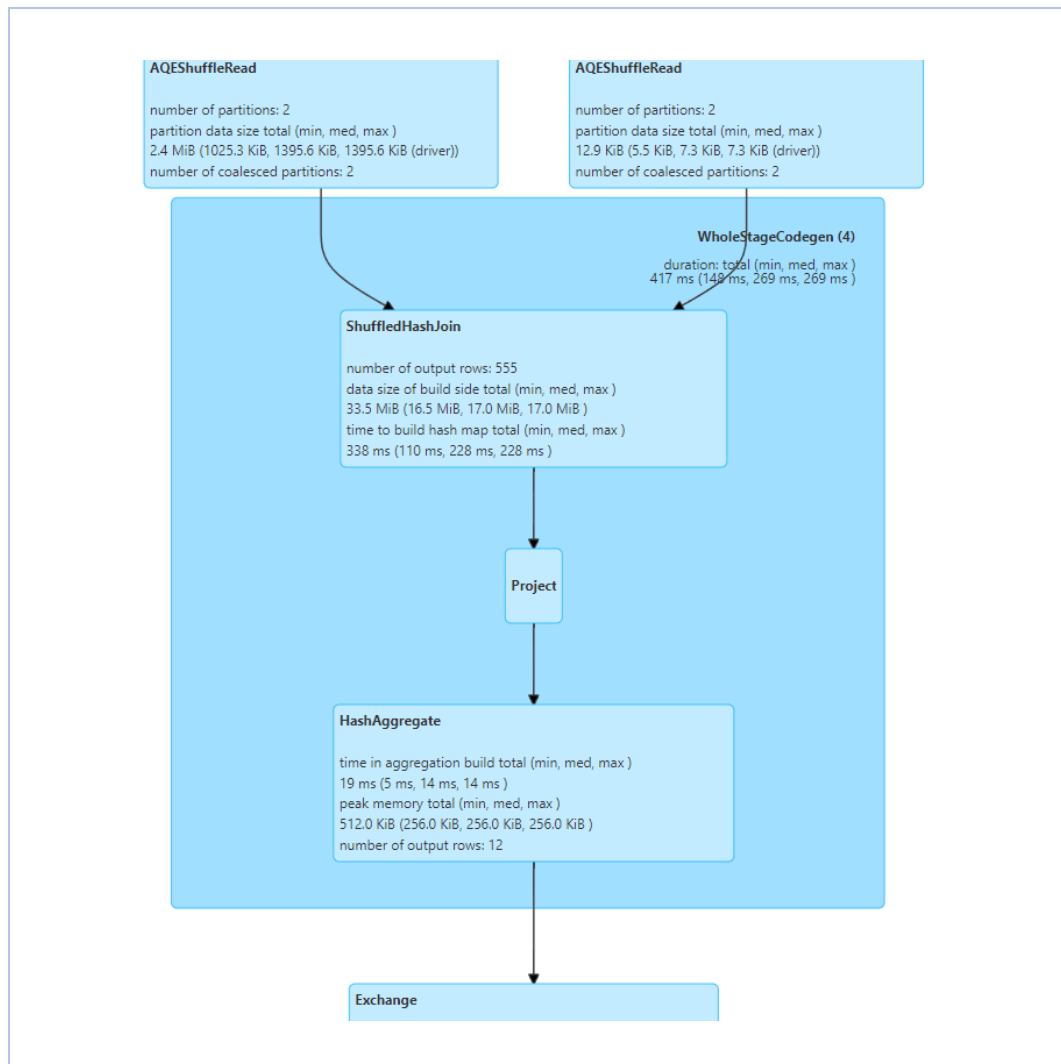 AQEShuffleRead
number of partitions: 2
partition data size total (min, med, max )
2.4 MiB (1025.3 KiB, 1395.6 KiB, 1395.6 KiB (driver))
number of coalesced partitions: 2
AQEShuffleRead
number of partitions: 2
partition data size total (min, med, max )
12.9 KiB (5.5 KiB, 7.3 KiB, 7.3 KiB (driver))
number of coalesced partitions: 2
WholeStageCodegen (4)
duration: total (min, med, max )
417 ms (148 ms, 269 ms, 269 ms )
ShuffledHashJoin
number of output rows: 555
data size of build side total (min, med, max )
33.5 MiB (16.5 MiB, 17.0 MiB, 17.0 MiB )
time to build hash map total (min, med, max )
338 ms (110 ms, 228 ms, 228 ms )
Project
HashAggregate
time in aggregation build total (min, med, max )
19 ms (5 ms, 14 ms, 14 ms )
peak memory total (min, med, max )
512.0 KiB (256.0 KiB, 256.0 KiB, 256.0 KiB )
number of output rows: 12
Exchange